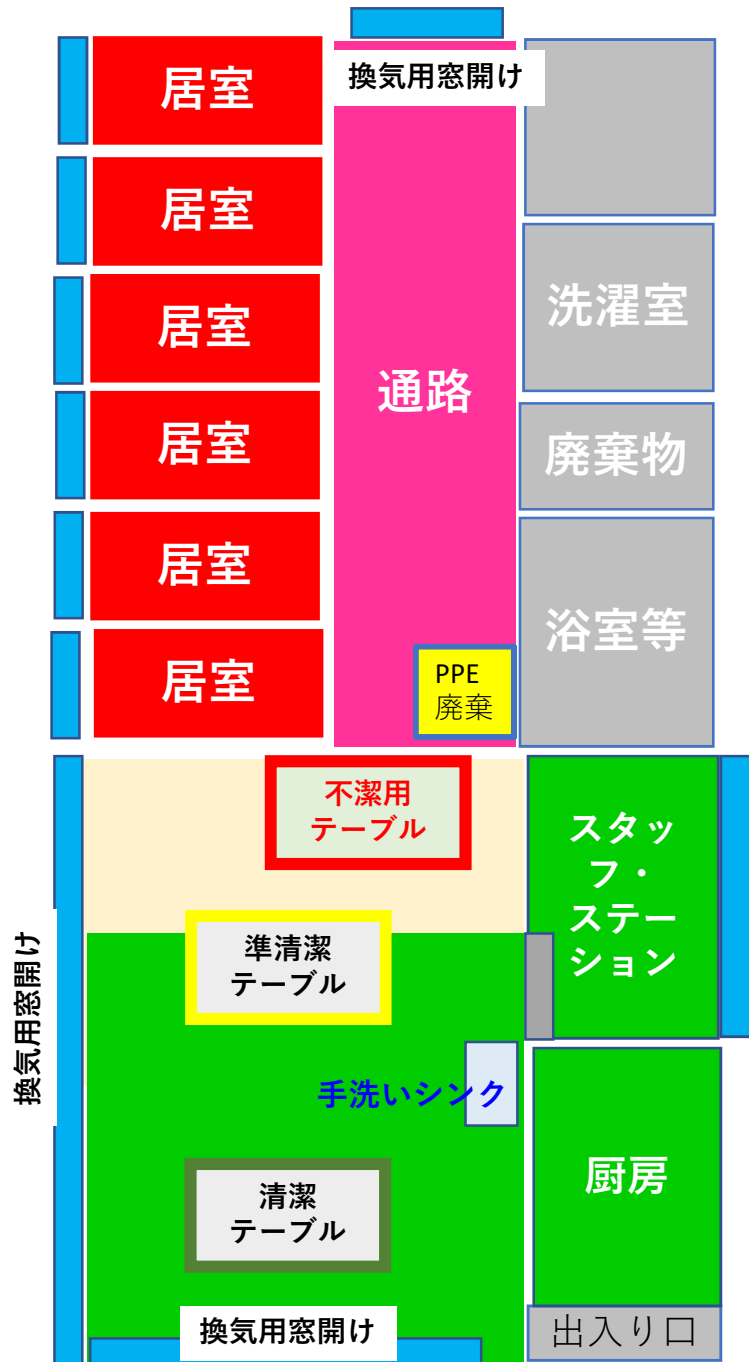 換気用窓開け
居室
居室
居室
居室
居室
居室
通路
洗濯室
廃棄物
浴室等
PPE
廃棄
不潔用
テーブル
スタッ
フ・
ステー
ション
準清潔
テーブル
換気用窓開け
手洗いシンク
厨房
清潔
テーブル
換気用窓開け
出入り口